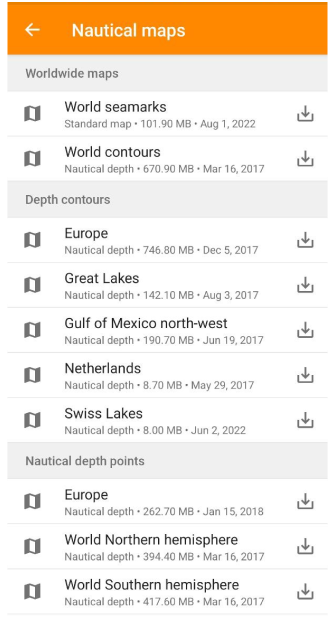 Nautical maps
Worldwide maps
World seamarks
Standard map • 101.90 MB • Aug 1, 2022
World contours
Nautical depth • 670.90 MB • Mar 16, 2017
Depth contours
Europe
Nautical depth • 746.80 MB • Dec 5, 2017
Great Lakes
Nautical depth • 142.10 MB • Aug 3, 2017
Gulf of Mexico north-west
Nautical depth • 190.70 MB • Jun 19, 2017
Netherlands
Nautical depth • 8.70 MB • May 29, 2017
Swiss Lakes
Nautical depth • 8.00 MB • Jun 2, 2022
Nautical depth points
Europe
Nautical depth • 262.70 MB • Jan 15, 2018
World Northern hemisphere
Nautical depth • 394.40 MB • Mar 16, 2017
World Southern hemisphere
Nautical depth • 417.60 MB • Mar 16, 2017